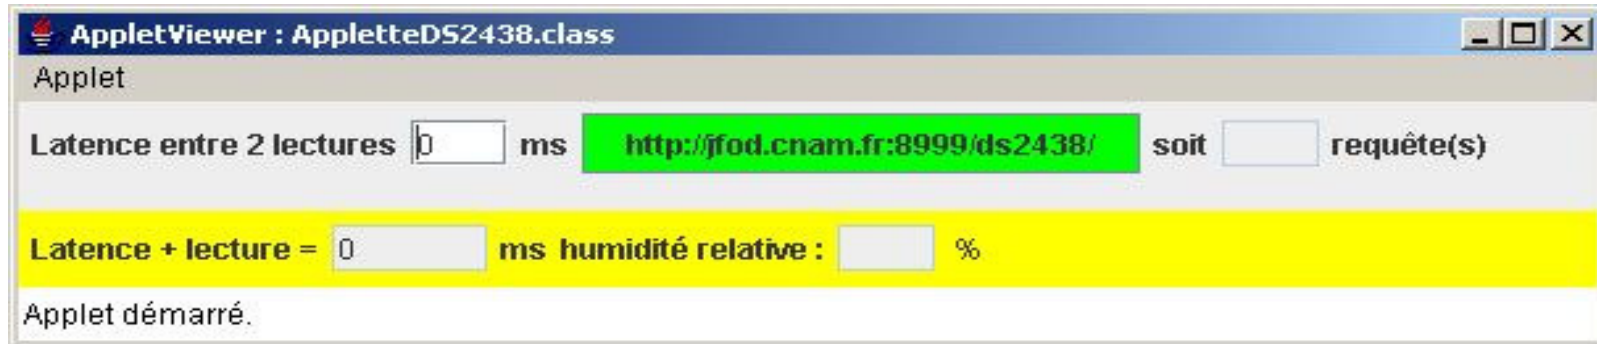 AppletViewer : AppletteDS2438.class
Applet
Latence entre 2 lectures 0 ms http://jfod.cnam.fr:8999/ds2438/ soit requête(s)
Latence + lecture = 0 ms humidité relative : %
Applet démarré.